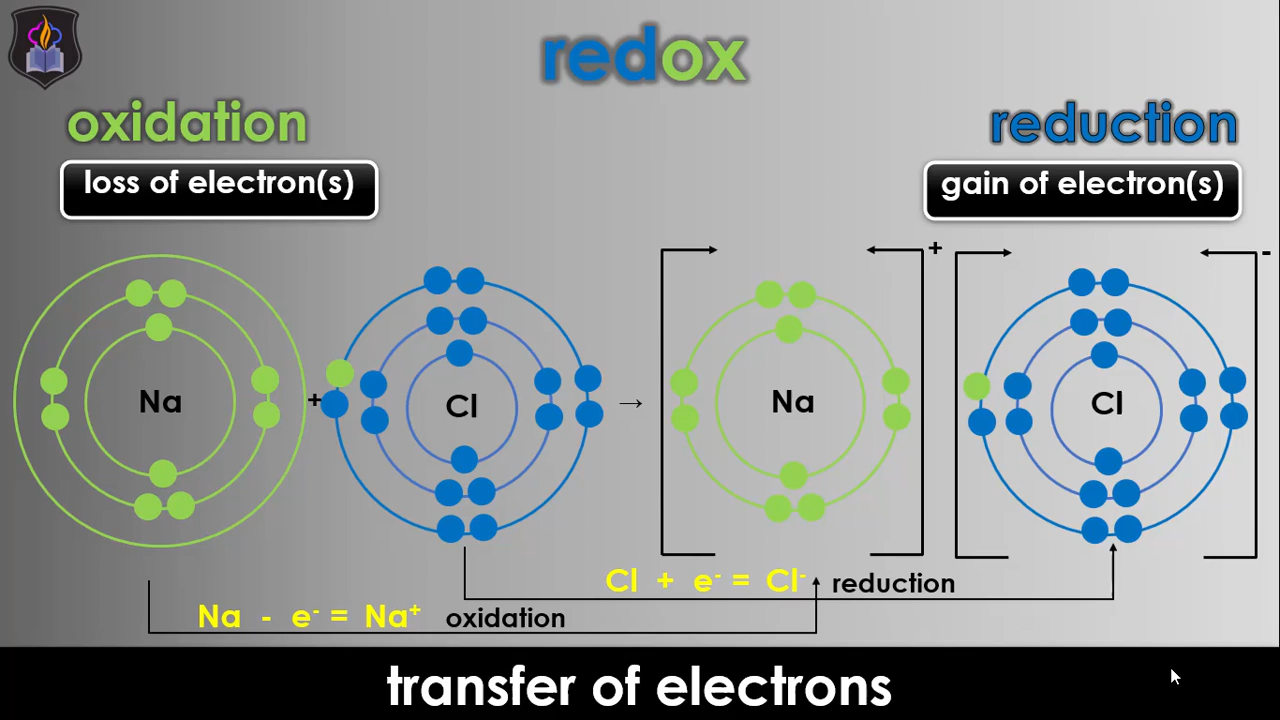 redox
oxidation
reduction
loss of electron(s)
gain of electron(s)
Na
+
Cl
→
Na
+
Cl
-
Cl + e⁻ = Cl⁻ reduction
Na - e⁻ = Na⁺ oxidation
transfer of electrons